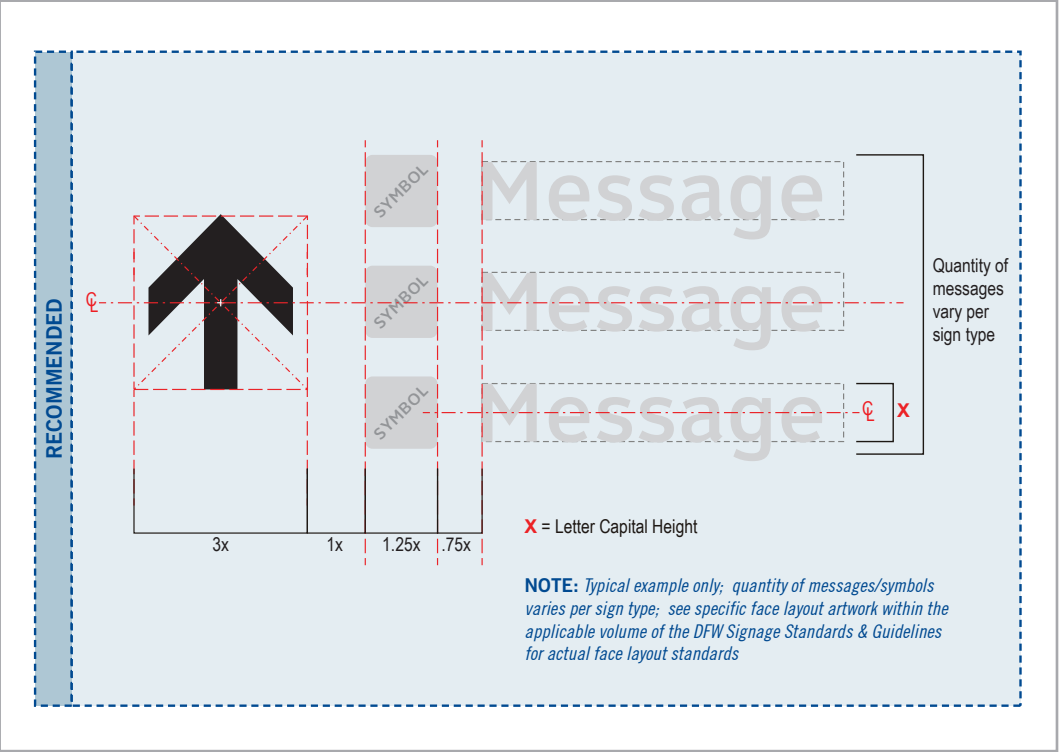 RECOMMENDED
SYMBOL
Message
℄
SYMBOL
Message
SYMBOL
Message
℄ X
Quantity of
messages
vary per
sign type
3x 1x 1.25x .75x
X = Letter Capital Height
NOTE: Typical example only; quantity of messages/symbols
varies per sign type; see specific face layout artwork within the
applicable volume of the DFW Signage Standards & Guidelines
for actual face layout standards